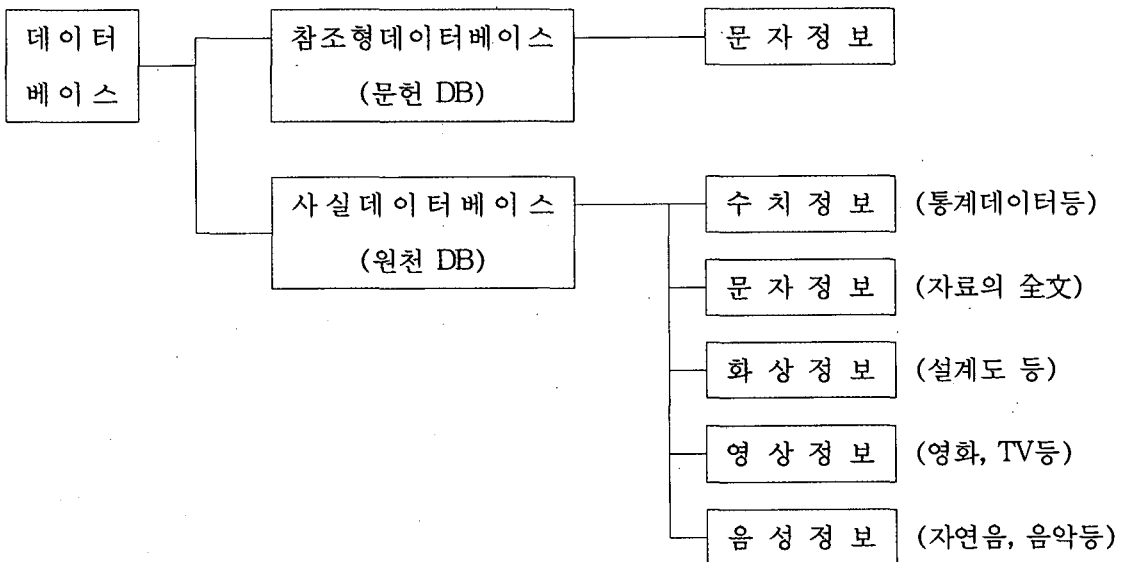 데이터
베이스
참조형데이터베이스
(문헌 DB)
문자정보
사실데이터베이스
(원천 DB)
수치정보 (통계데이터등)
문자정보 (자료의 全文)
화상정보 (설계도 등)
영상정보 (영화, TV등)
음성정보 (자연음, 음악등)